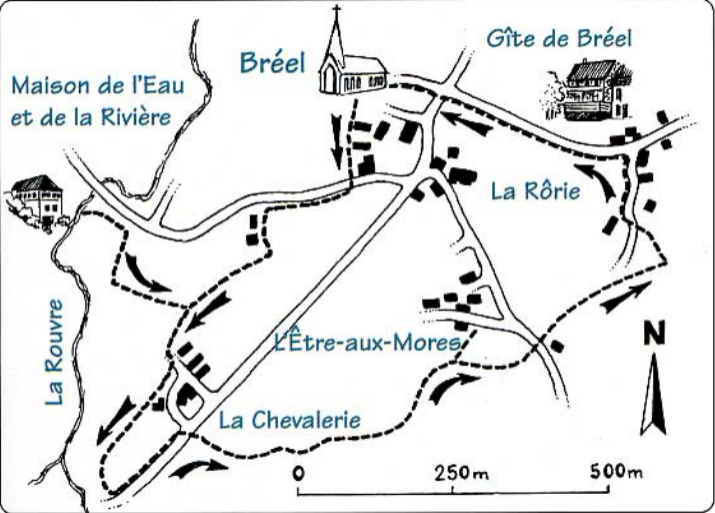 Bréel
Gîte de Bréel
Maison de l'Eau
et de la Rivière
La Rôrie
La Rouvre
L'Être-aux-Mores
N
La Chevalerie
0 250m 500m